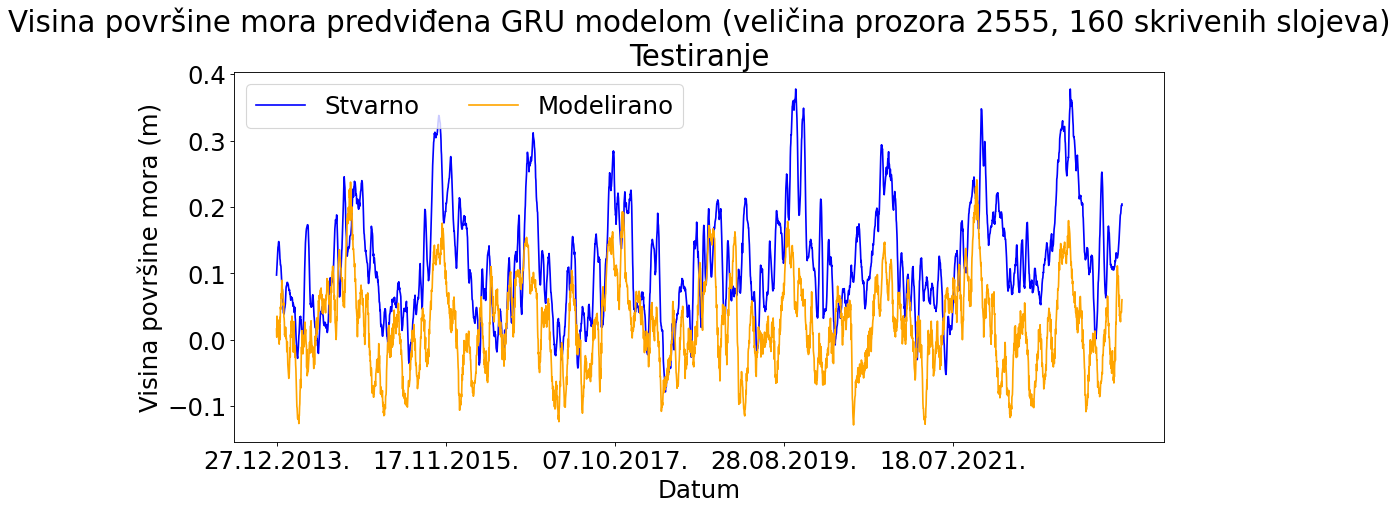 Visina površine mora predviđena GRU modelom (veličina prozora 2555, 160 skrivenih slojeva)
Testiranje
Stvarno
Modelirano
Visina površine mora (m)
0.4
0.3
0.2
0.1
0.0
−0.1
27.12.2013.
17.11.2015.
07.10.2017.
28.08.2019.
18.07.2021.
Datum